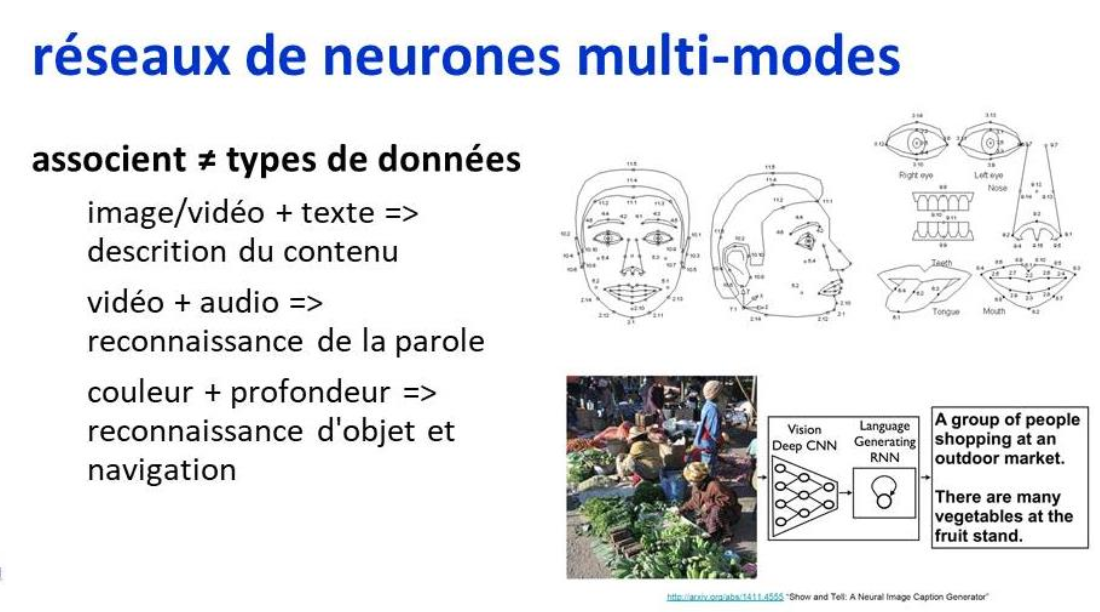 réseaux de neurones multi-modes
associent ≠ types de données
image/vidéo + texte =>
descrition du contenu
vidéo + audio =>
reconnaissance de la parole
couleur + profondeur =>
reconnaissance d'objet et
navigation
Right eye
Left eye
Nose
Teeth
Tongue
Mouth
Vision
Deep CNN
Language
Generating
RNN
A group of people
shopping at an
outdoor market.
There are many
vegetables at the
fruit stand.
http://arxiv.org/abs/1411.4555 "Show and Tell: A Neural Image Caption Generator"